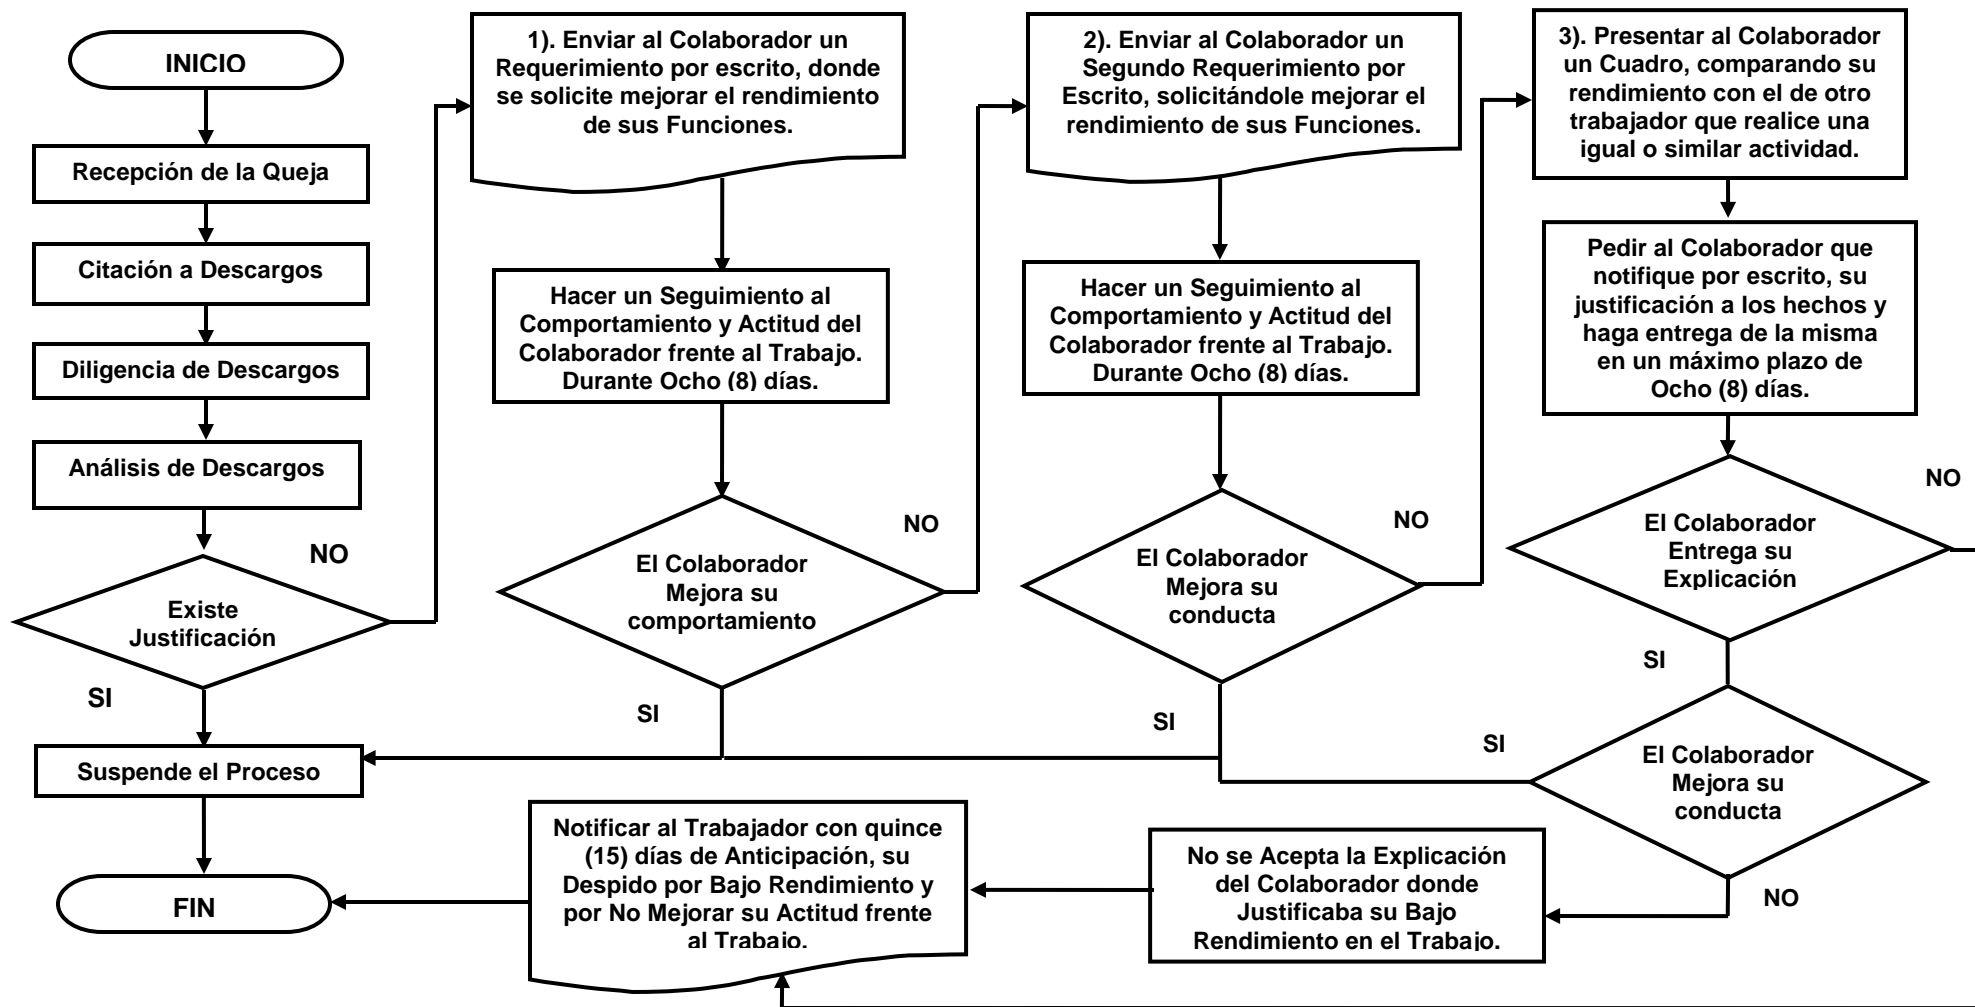 INICIO
Recepción de la Queja
Citación a Descargos
Diligencia de Descargos
Análisis de Descargos
NO
Existe
Justificación
SI
Suspende el Proceso
FIN
1). Enviar al Colaborador un
Requerimiento por escrito, donde
se solicite mejorar el rendimiento
de sus Funciones.
Hacer un Seguimiento al
Comportamiento y Actitud del
Colaborador frente al Trabajo.
Durante Ocho (8) días.
NO
El Colaborador
Mejora su
comportamiento
SI
2). Enviar al Colaborador un
Segundo Requerimiento por
Escrito, solicitándole mejorar el
rendimiento de sus Funciones.
Hacer un Seguimiento al
Comportamiento y Actitud del
Colaborador frente al Trabajo.
Durante Ocho (8) días.
NO
El Colaborador
Mejora su
conducta
SI
3). Presentar al Colaborador
un Cuadro, comparando su
rendimiento con el de otro
trabajador que realice una
igual o similar actividad.
Pedir al Colaborador que
notifique por escrito, su
justificación a los hechos y
haga entrega de la misma
en un máximo plazo de
Ocho (8) días.
NO
El Colaborador
Entrega su
Explicación
SI
SI
El Colaborador
Mejora su
conducta
NO
No se Acepta la Explicación
del Colaborador donde
Justificaba su Bajo
Rendimiento en el Trabajo.
Notificar al Trabajador con quince
(15) días de Anticipación, su
Despido por Bajo Rendimiento y
por No Mejorar su Actitud frente
al Trabajo.